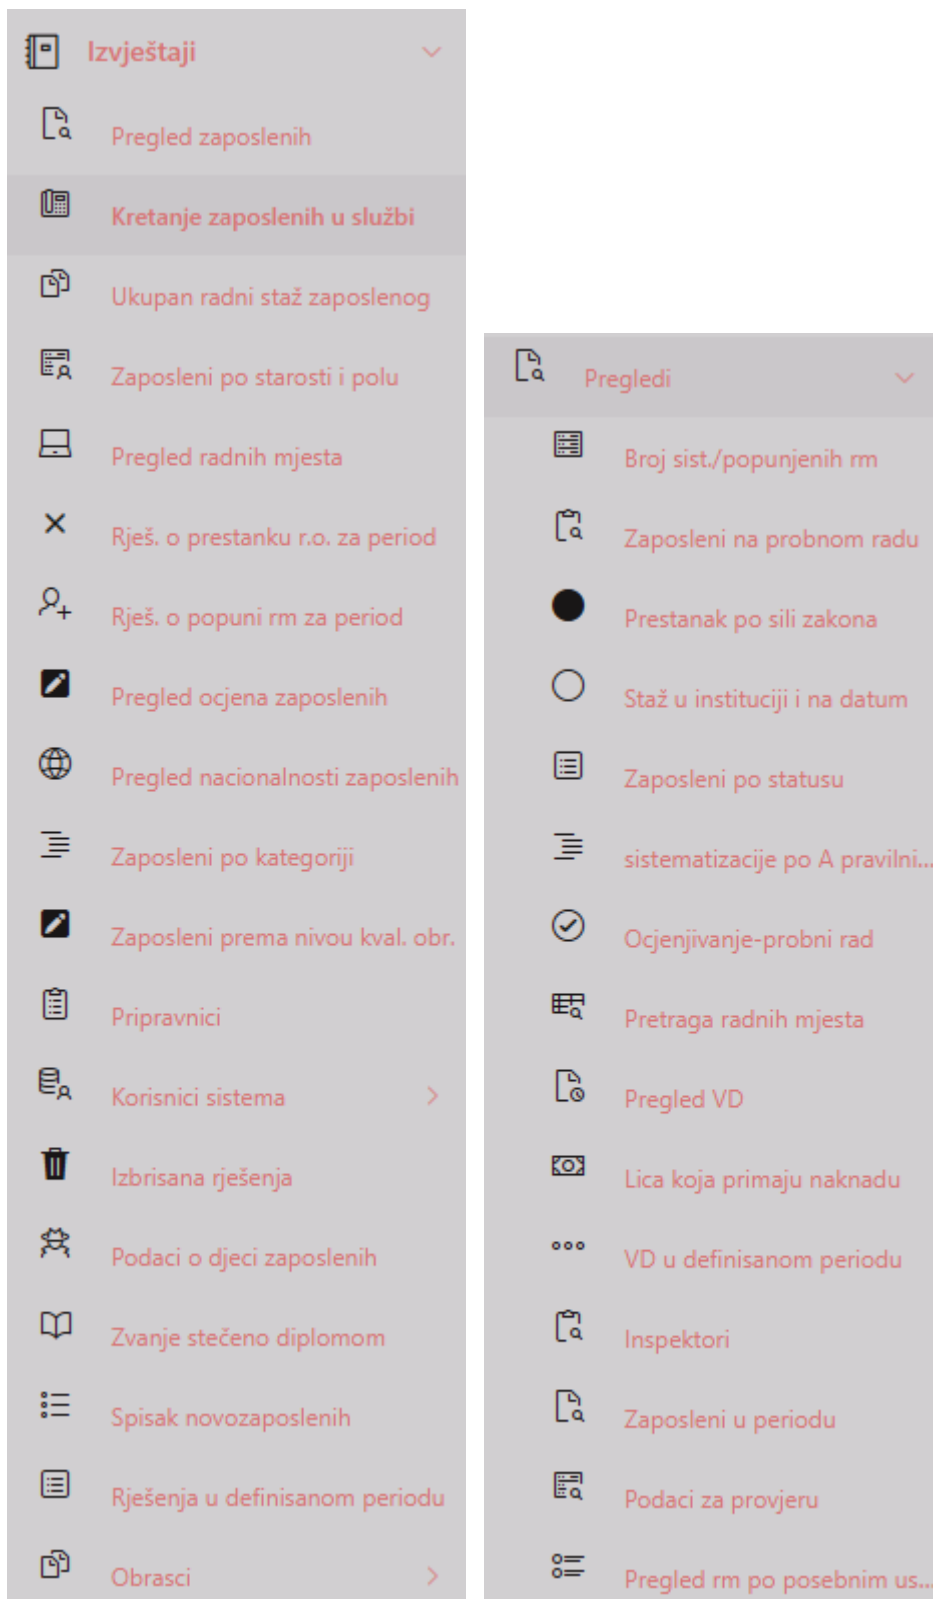 Izvještaji
Pregled zaposlenih
Kretanje zaposlenih u službi
Ukupan radni staž zaposlenog
Zaposleni po starosti i polu
Pregled radnih mjesta
Rješ. o prestanku r.o. za period
Rješ. o popuni rm za period
Pregled ocjena zaposlenih
Pregled nacionalnosti zaposlenih
Zaposleni po kategoriji
Zaposleni prema nivou kval. obr.
Pripravnici
Korisnici sistema
Izbrisana rješenja
Podaci o djeci zaposlenih
Zvanje stečeno diplomom
Spisak novozaposlenih
Rješenja u definisanom periodu
Obrasci
Pregledi
Broj sist./popunjenih rm
Zaposleni na probnom radu
Prestanak po sili zakona
Staž u instituciji i na datum
Zaposleni po statusu
sistematizacije po A pravilni...
Ocjenjivanje-probni rad
Pretraga radnih mjesta
Pregled VD
Lica koja primaju naknadu
VD u definisanom periodu
Inspektori
Zaposleni u periodu
Podaci za provjeru
Pregled rm po posebnim us...